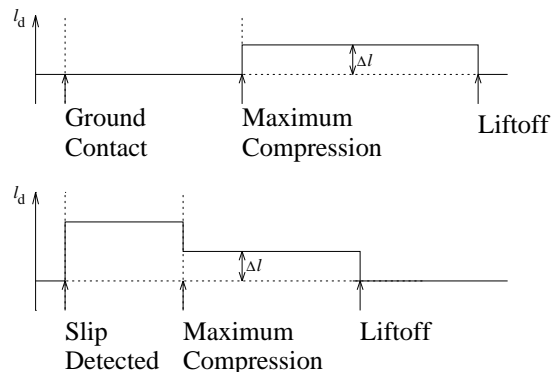 l_d
Δl
Ground
Contact
Maximum
Compression
Liftoff
l_d
Δl
Slip
Detected
Maximum
Compression
Liftoff